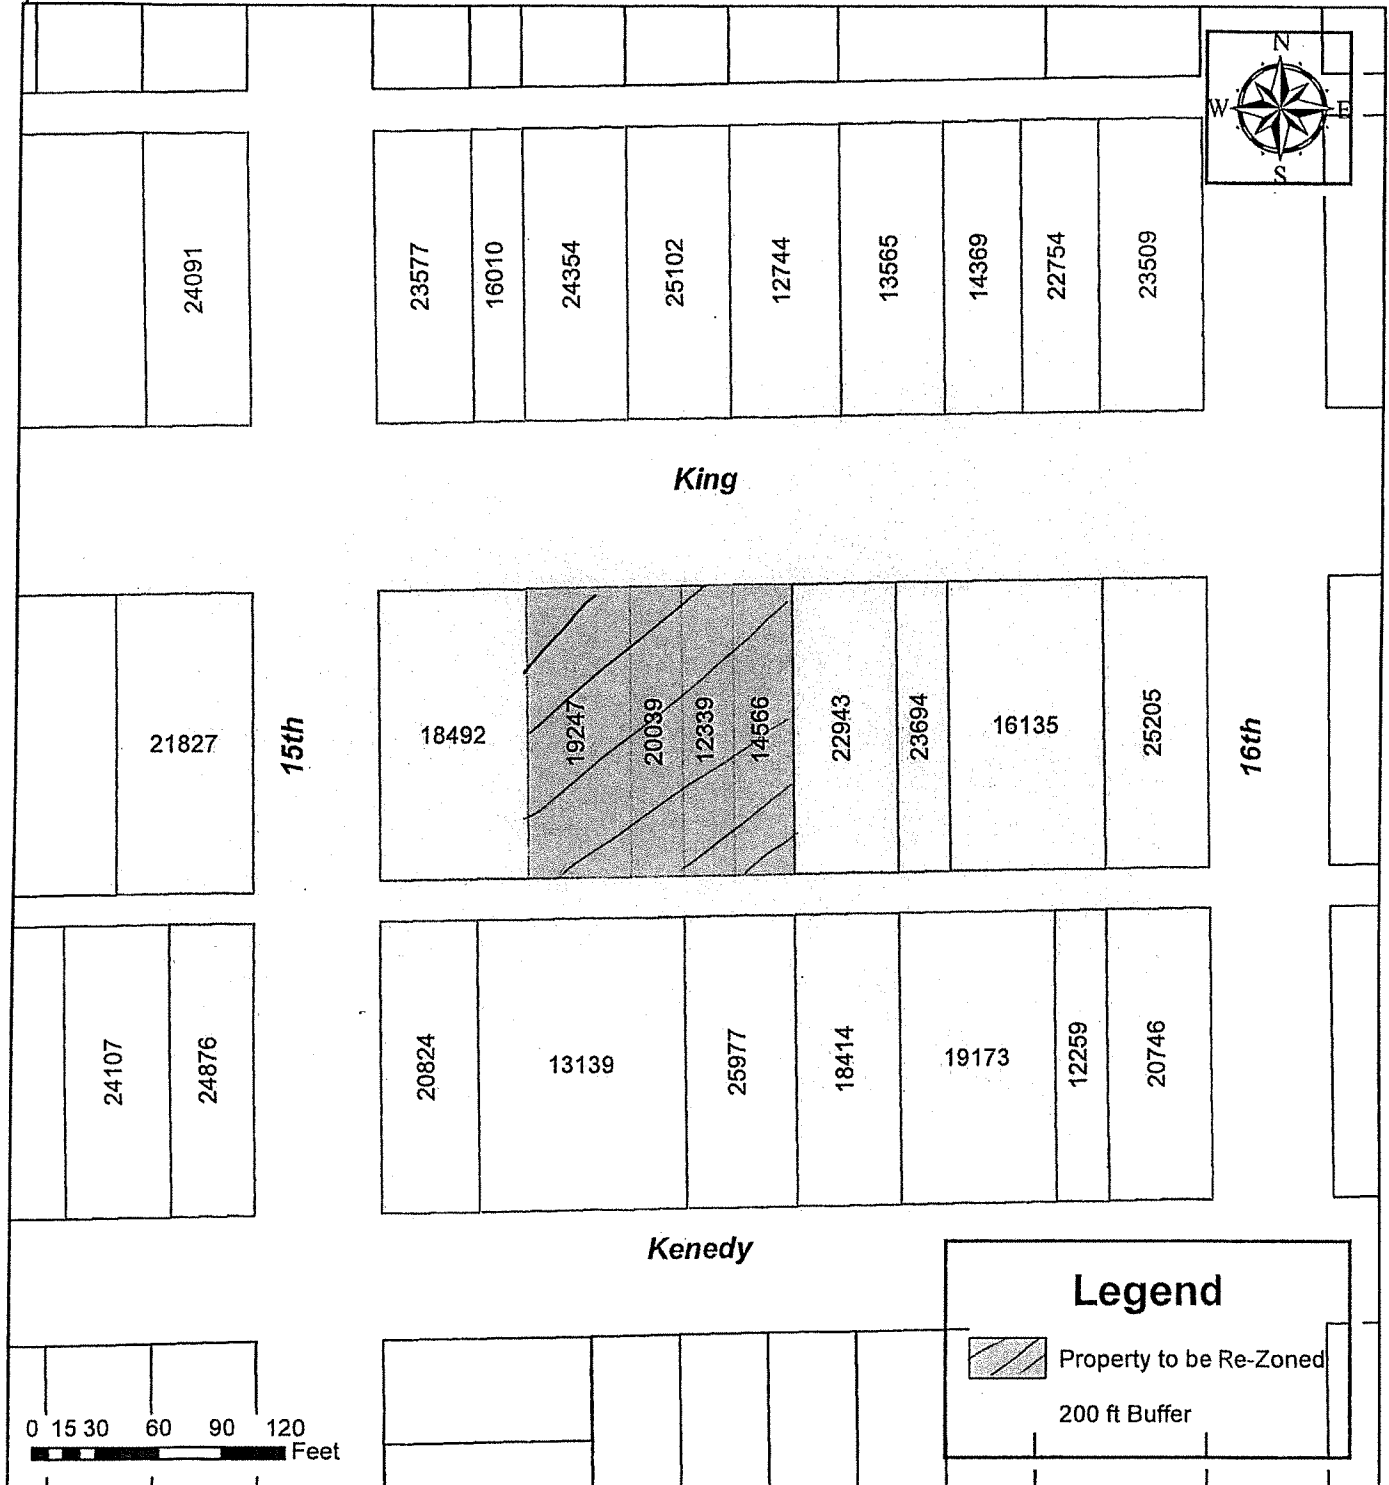 N
W E
S
24091
23577
16010
24354
25102
12744
13565
14369
22754
23509
King
21827
15th
18492
19247
20039
12339
14566
22943
23694
16135
25205
16th
24107
24876
20824
13139
25977
18414
19173
12259
20746
Kenedy
Legend
Property to be Re-Zoned
200 ft Buffer
0 15 30 60 90 120
Feet